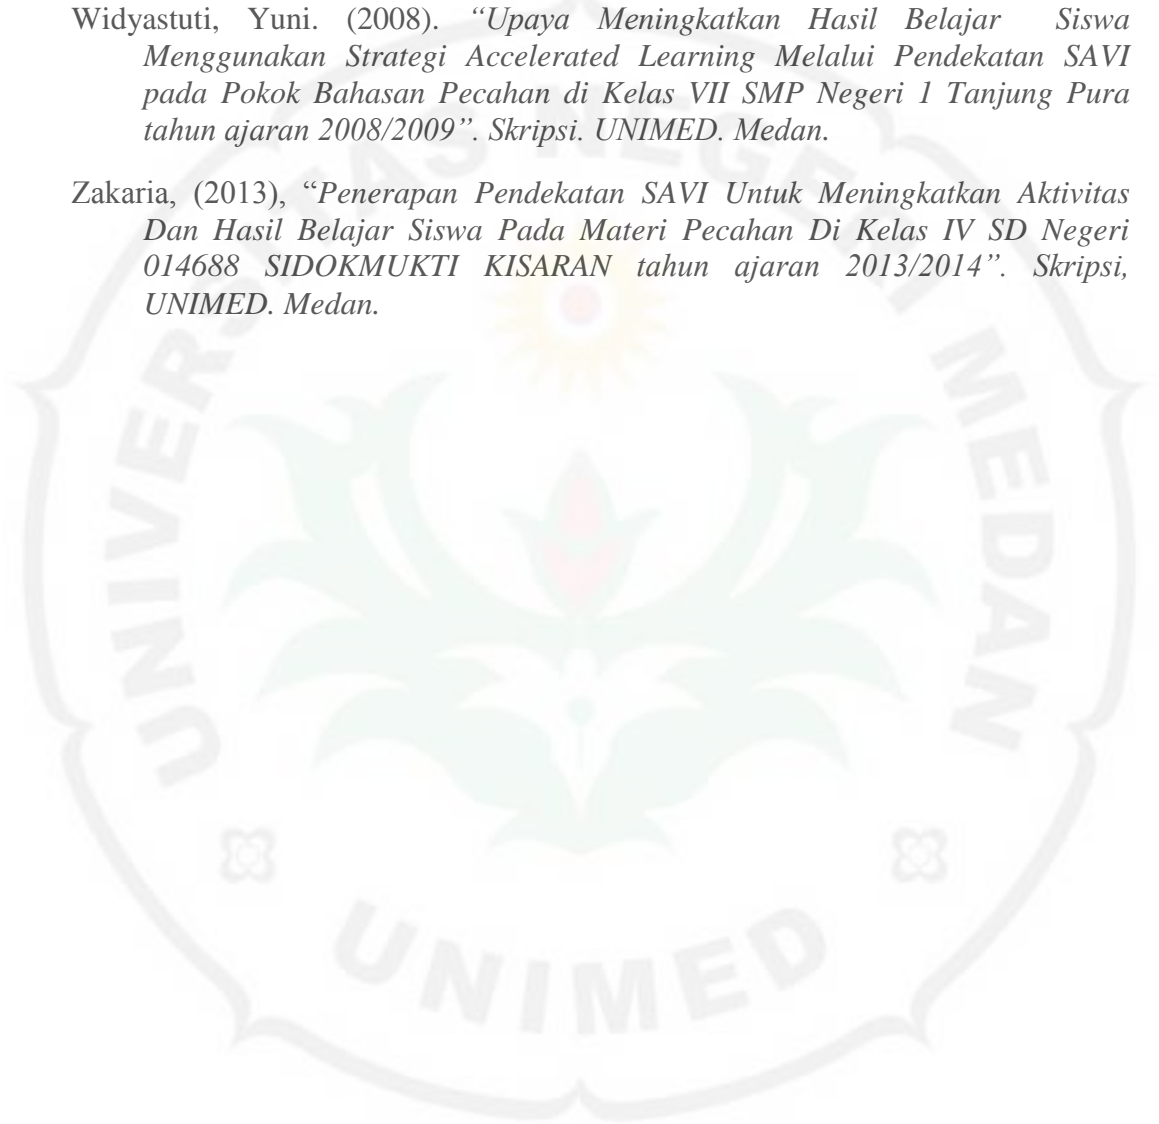 Widyastuti, Yuni. (2008). “Upaya Meningkatkan Hasil Belajar Siswa
Menggunakan Strategi Accelerated Learning Melalui Pendekatan SAVI
pada Pokok Bahasan Pecahan di Kelas VII SMP Negeri 1 Tanjung Pura
tahun ajaran 2008/2009”. Skripsi. UNIMED. Medan.
Zakaria, (2013), “Penerapan Pendekatan SAVI Untuk Meningkatkan Aktivitas
Dan Hasil Belajar Siswa Pada Materi Pecahan Di Kelas IV SD Negeri
014688 SIDOKMUKTI KISARAN tahun ajaran 2013/2014”. Skripsi,
UNIMED. Medan.
UNIVERSITAS NEGERI MEDAN
UNIMED